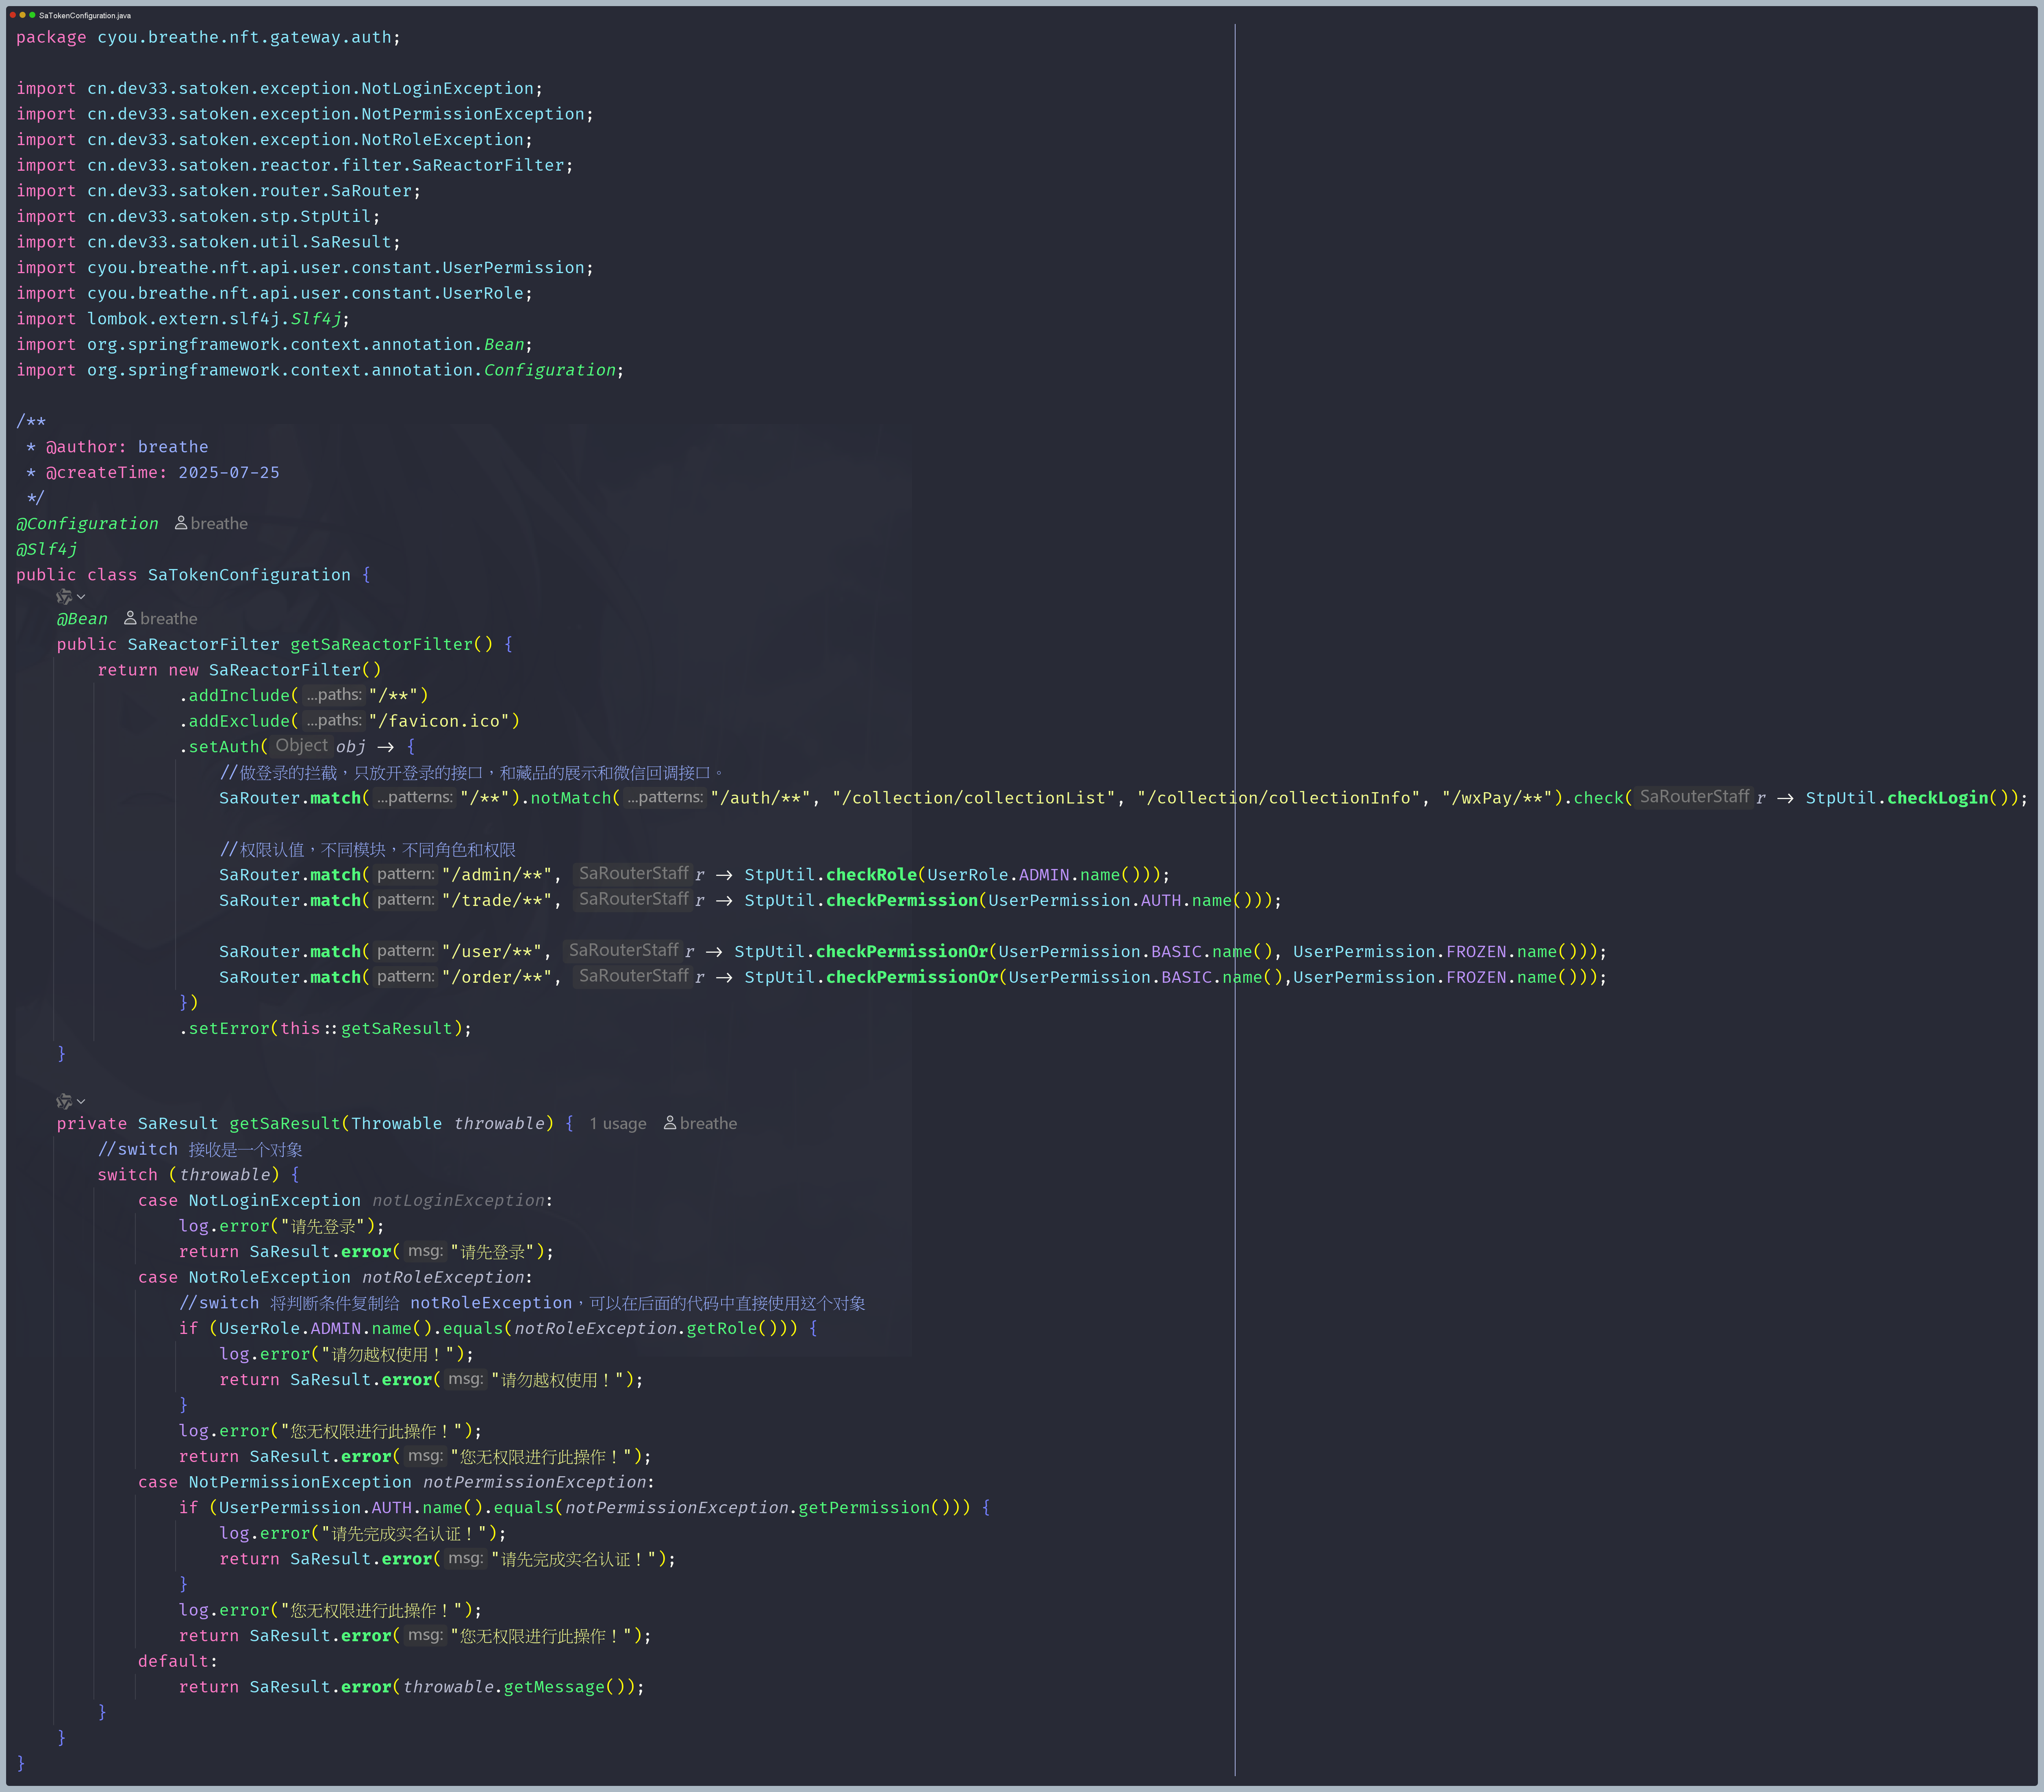 SaTokenConfiguration.java
package cyou.breathe.nft.gateway.auth;
import cn.dev33.satoken.exception.NotLoginException;
import cn.dev33.satoken.exception.NotPermissionException;
import cn.dev33.satoken.exception.NotRoleException;
import cn.dev33.satoken.reactor.filter.SaReactorFilter;
import cn.dev33.satoken.router.SaRouter;
import cn.dev33.satoken.stp.StpUtil;
import cn.dev33.satoken.util.SaResult;
import cyou.breathe.nft.api.user.constant.UserPermission;
import cyou.breathe.nft.api.user.constant.UserRole;
import lombok.extern.slf4j.Slf4j;
import org.springframework.context.annotation.Bean;
import org.springframework.context.annotation.Configuration;
/**
 * @author: breathe
 * @createTime: 2025-07-25
 */
@Configuration breathe
@Slf4j
public class SaTokenConfiguration {
    @Bean breathe
    public SaReactorFilter getSaReactorFilter() {
        return new SaReactorFilter()
                .addInclude( ...paths: "/**")
                .addExclude( ...paths: "/favicon.ico")
                .setAuth( Object obj -> {
                    //做登录的拦截，只放开登录的接口，和藏品的展示和微信回调接口。
                    SaRouter.match( ...patterns: "/**").notMatch( ...patterns: "/auth/**", "/collection/collectionList", "/collection/collectionInfo", "/wxPay/**").check( SaRouterStaff r -> StpUtil.checkLogin());
                    //权限认值，不同模块，不同角色和权限
                    SaRouter.match( pattern: "/admin/**", SaRouterStaff r -> StpUtil.checkRole(UserRole.ADMIN.name()));
                    SaRouter.match( pattern: "/trade/**", SaRouterStaff r -> StpUtil.checkPermission(UserPermission.AUTH.name()));
                    SaRouter.match( pattern: "/user/**", SaRouterStaff r -> StpUtil.checkPermissionOr(UserPermission.BASIC.name(), UserPermission.FROZEN.name()));
                    SaRouter.match( pattern: "/order/**", SaRouterStaff r -> StpUtil.checkPermissionOr(UserPermission.BASIC.name(),UserPermission.FROZEN.name()));
                })
                .setError(this::getSaResult);
    }
    private SaResult getSaResult(Throwable throwable) { 1 usage breathe
        //switch 接收是一个对象
        switch (throwable) {
            case NotLoginException notLoginException:
                log.error("请先登录");
                return SaResult.error( msg: "请先登录");
            case NotRoleException notRoleException:
                //switch 将判断条件复制给 notRoleException，可以在后面的代码中直接使用这个对象
                if (UserRole.ADMIN.name().equals(notRoleException.getRole())) {
                    log.error("请勿越权使用！");
                    return SaResult.error( msg: "请勿越权使用！");
                }
                log.error("您无权限进行此操作！");
                return SaResult.error( msg: "您无权限进行此操作！");
            case NotPermissionException notPermissionException:
                if (UserPermission.AUTH.name().equals(notPermissionException.getPermission())) {
                    log.error("请先完成实名认证！");
                    return SaResult.error( msg: "请先完成实名认证！");
                }
                log.error("您无权限进行此操作！");
                return SaResult.error( msg: "您无权限进行此操作！");
            default:
                return SaResult.error(throwable.getMessage());
        }
    }
}